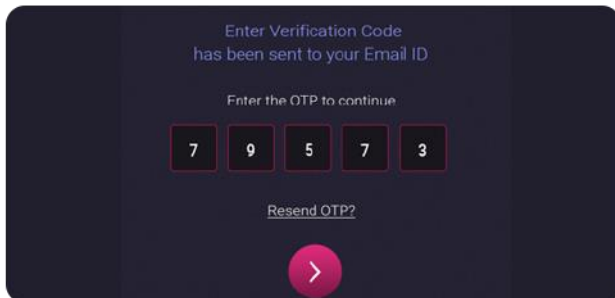 Enter Verification Code
has been sent to your Email ID
Enter the OTP to continue
7 9 5 7 3
Resend OTP?